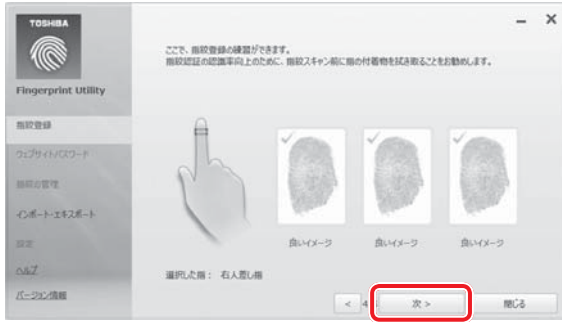 TOSHIBA
Fingerprint Utility
指紋登録
ウェブサイトパスワード
指紋の管理
インポート・エキスポート
設定
ヘルプ
バージョン情報
ここで、指紋登録の練習ができます。
指紋認証の認識率向上のために、指紋スキャン前に指の付着物を拭き取ることをお勧めします。
良いイメージ
良いイメージ
良いイメージ
選択した指： 右人差し指
< 4
次 >
閉じる